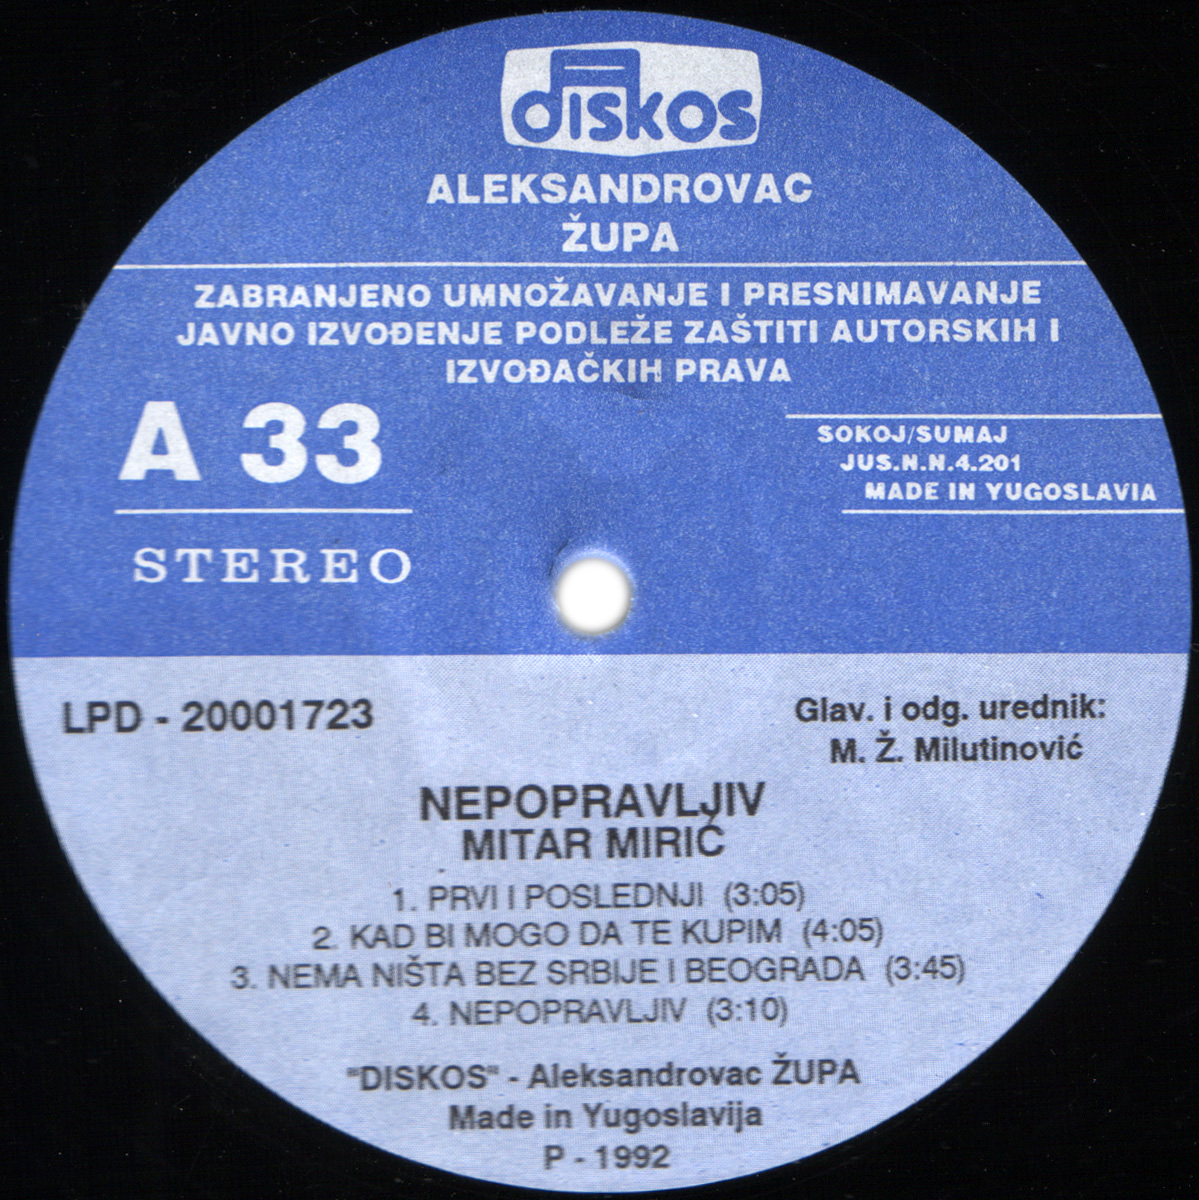 DISKOS
ALEKSANDROVAC
ŽUPA
ZABRANJENO UMNOŽAVANJE I PRESNIMAVANJE
JAVNO IZVOĐENJE PODLEŽE ZAŠTITI AUTORSKIH I
IZVOĐAČKIH PRAVA
A 33
SOKOJ/SUMAJ
JUS.N.N.4.201
MADE IN YUGOSLAVIA
STEREO
LPD - 20001723
Glav. i odg. urednik:
M. Ž. Milutinović
NEPOPRAVLJIV
MITAR MIRIĆ
1. PRVI I POSLEDNJI (3:05)
2. KAD BI MOGO DA TE KUPIM (4:05)
3. NEMA NIŠTA BEZ SRBIJE I BEOGRADA (3:45)
4. NEPOPRAVLJIV (3:10)
"DISKOS" - Aleksandrovac ŽUPA
Made in Yugoslavija
P - 1992